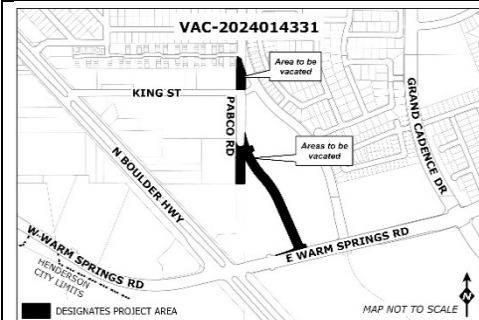 VAC-2024014331
Area to be
vacated
KING ST
PABCO RD
GRAND CADENCE DR
Areas to be
vacated
N BOULDER HWY
E WARM SPRINGS RD
W WARM SPRINGS RD
HENDERSON
CITY LIMITS
DESIGNATES PROJECT AREA
MAP NOT TO SCALE
N